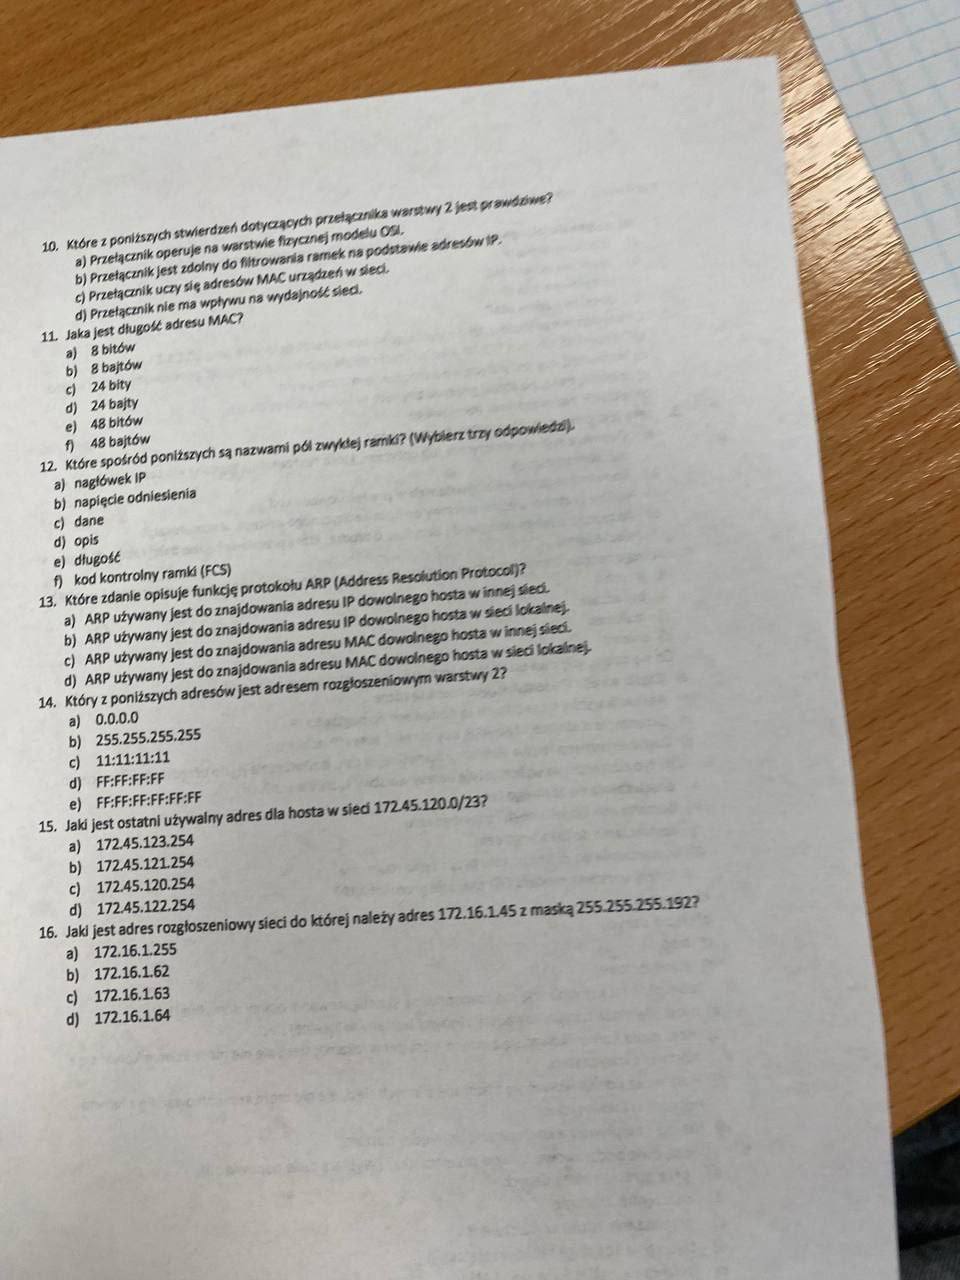 10. Które z poniższych stwierdzeń dotyczących przełącznika warstwy 2 jest prawdziwe?
a) Przełącznik operuje na warstwie fizycznej modelu OSI.
b) Przełącznik jest zdolny do filtrowania ramek na podstawie adresów IP.
c) Przełącznik uczy się adresów MAC urządzeń w sieci.
d) Przełącznik nie ma wpływu na wydajność sieci.
11. Jaka jest długość adresu MAC?
a) 8 bitów
b) 8 bajtów
c) 24 bity
d) 24 bajty
e) 48 bitów
f) 48 bajtów
12. Które spośród poniższych są nazwami pól zwykłej ramki? (Wybierz trzy odpowiedzi).
a) nagłówek IP
b) napięcie odniesienia
c) dane
d) opis
e) długość
f) kod kontrolny ramki (FCS)
13. Które zdanie opisuje funkcję protokołu ARP (Address Resolution Protocol)?
a) ARP używany jest do znajdowania adresu IP dowolnego hosta w innej sieci.
b) ARP używany jest do znajdowania adresu IP dowolnego hosta w sieci lokalnej.
c) ARP używany jest do znajdowania adresu MAC dowolnego hosta w innej sieci.
d) ARP używany jest do znajdowania adresu MAC dowolnego hosta w sieci lokalnej.
14. Który z poniższych adresów jest adresem rozgłoszeniowym warstwy 2?
a) 0.0.0.0
b) 255.255.255.255
c) 11:11:11:11
d) FF:FF:FF:FF
e) FF:FF:FF:FF:FF:FF
15. Jaki jest ostatni używalny adres dla hosta w sieci 172.45.120.0/23?
a) 172.45.123.254
b) 172.45.121.254
c) 172.45.120.254
d) 172.45.122.254
16. Jaki jest adres rozgłoszeniowy sieci do której należy adres 172.16.1.45 z maską 255.255.255.192?
a) 172.16.1.255
b) 172.16.1.62
c) 172.16.1.63
d) 172.16.1.64